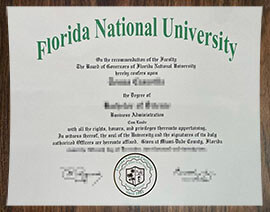 Florida National University
On the recommendation of the Faculty
The Board of Governors of Florida National University
hereby confers upon
the Degree of
Business Administration
Cum Laude
with all the rights, honors, and privileges thereunto appertaining.
In witness thereof, the seal of the University and the signatures of its duly
authorized Officers are hereunto affixed. Given at Miami Dade County, Florida